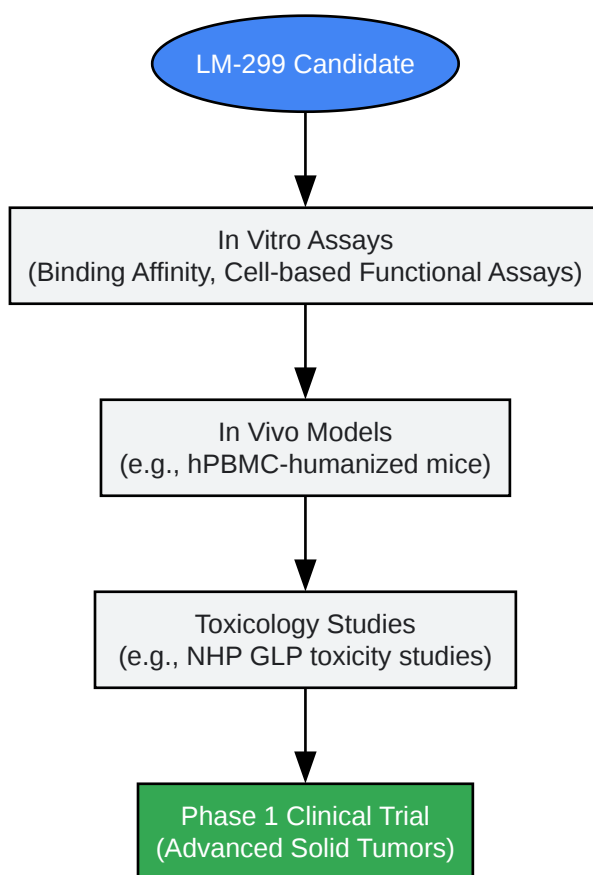 LM-299 Candidate
In Vitro Assays
(Binding Affinity, Cell-based Functional Assays)
In Vivo Models
(e.g., hPBMC-humanized mice)
Toxicology Studies
(e.g., NHP GLP toxicity studies)
Phase 1 Clinical Trial
(Advanced Solid Tumors)